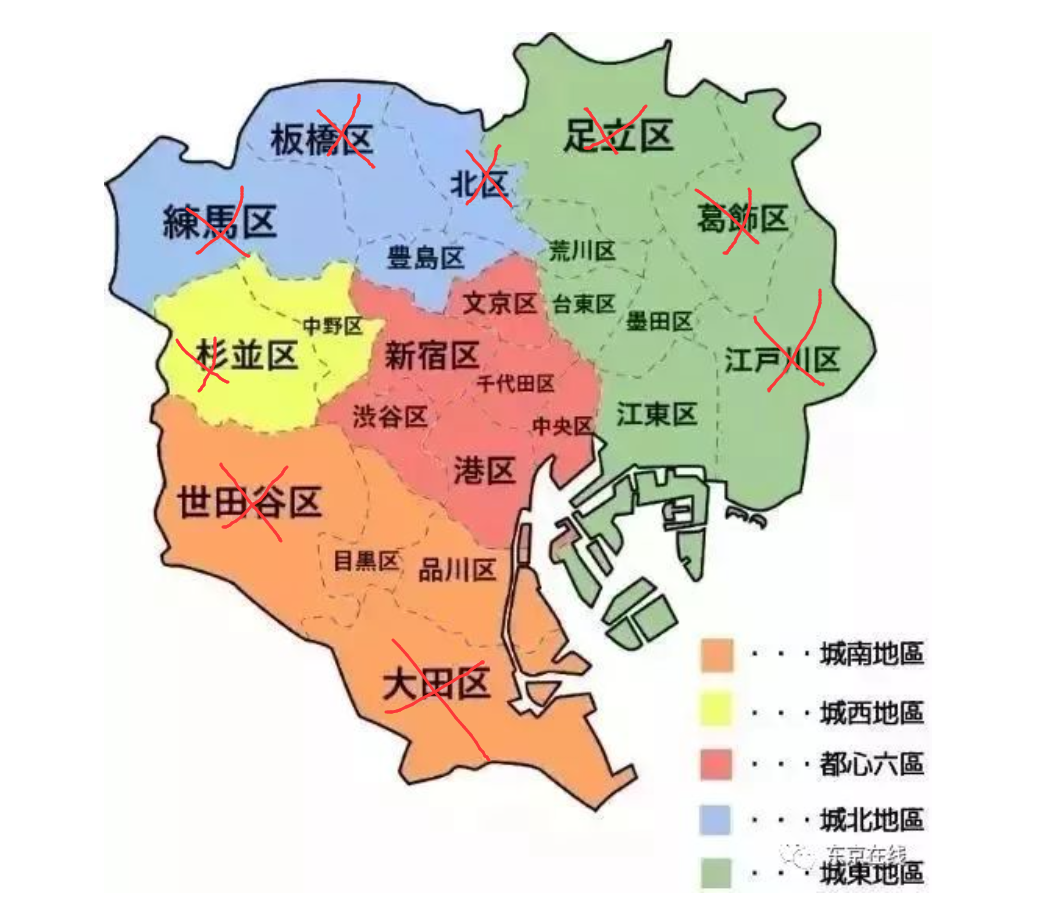 足立区
板橋区
北区
練馬区
葛飾区
荒川区
豊島区
文京区
台東区
墨田区
中野区
杉並区
新宿区
江戸川区
千代田区
渋谷区
中央区
江東区
港区
世田谷区
目黒区
品川区
大田区
・・・城南地區
・・・城西地區
・・・都心六區
・・・城北地區
东京在线
・・・城東地區